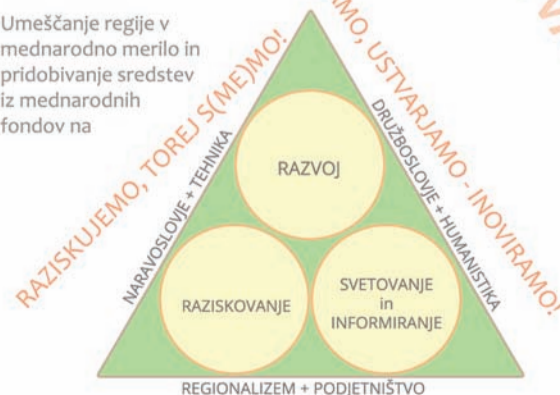 Umeščanje regije v
mednarodno merilo in
pridobivanje sredstev
iz mednarodnih
fondov na
RAZISKUJEMO, TOREJ S(ME)MO!
NARAVOSLOVJE + TEHNIKA
USTVARJAMO - INOVIRAMO!
DRUŽBOSLOVJE + HUMANISTIKA
RAZVOJ
RAZISKOVANJE
SVETOVANJE
in
INFORMIRANJE
REGIONALIZEM + PODJETNIŠTVO